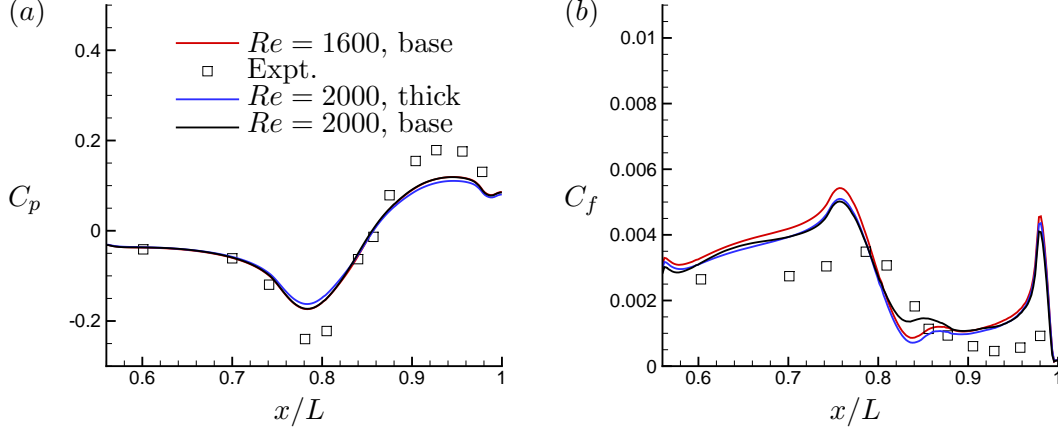 (a)
0.4
0.2
0
-0.2
C_p
Re = 1600, base
Expt.
Re = 2000, thick
Re = 2000, base
0.6 0.7 0.8 0.9 1
x/L
(b)
0.01
0.008
0.006
0.004
0.002
0
C_f
0.6 0.7 0.8 0.9 1
x/L